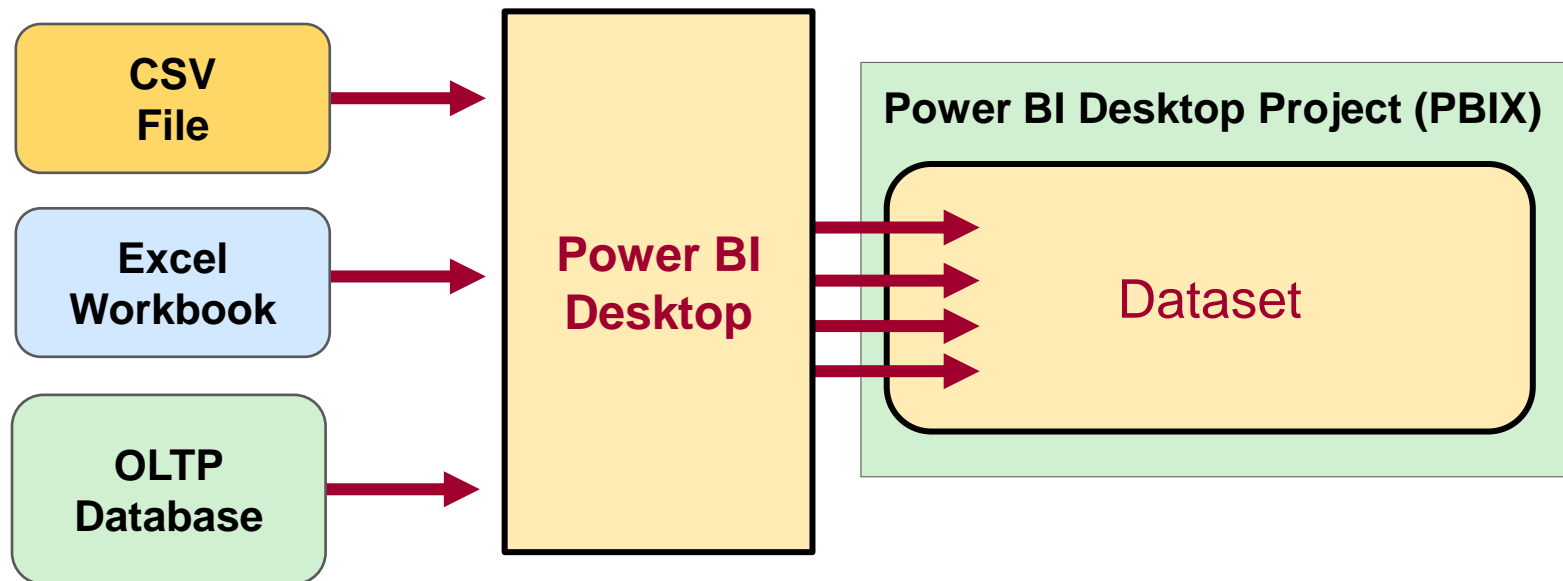 CSV
File
Excel
Workbook
OLTP
Database
Power BI
Desktop
Power BI Desktop Project (PBIX)
Dataset